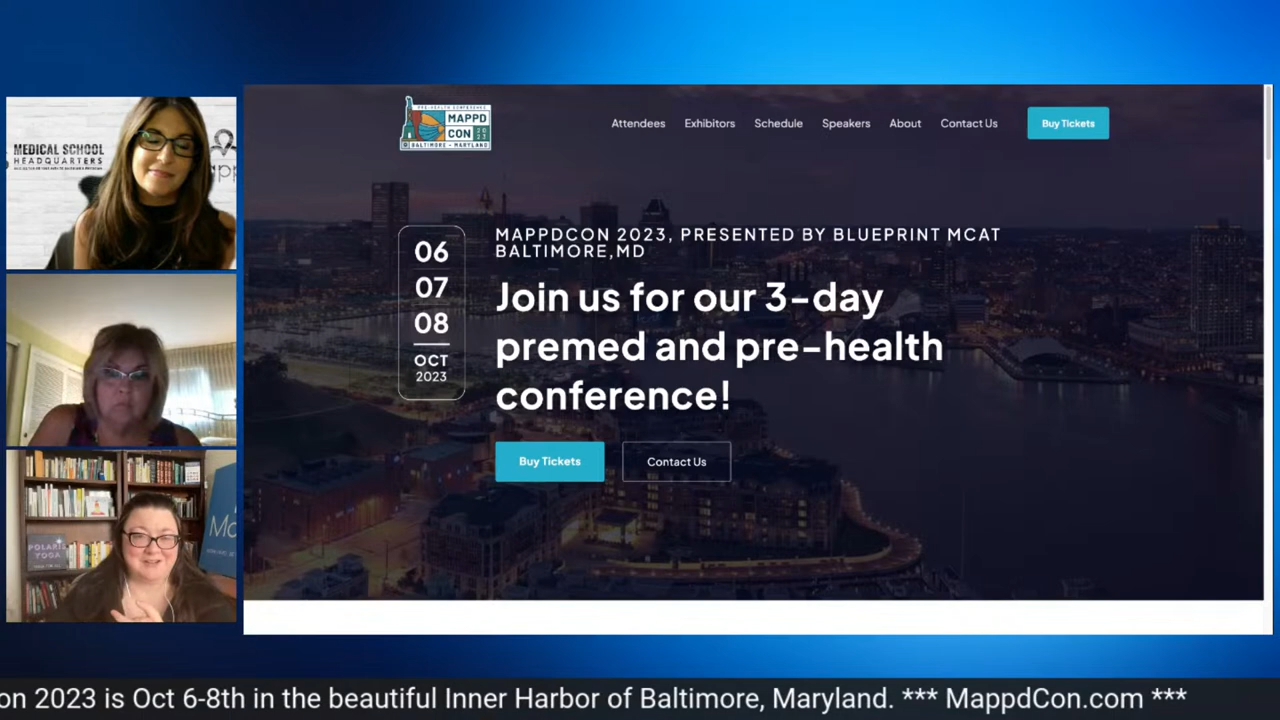 MEDICAL SCHOOL
HEADQUARTERS
POLARIS
YOGA
PRE-HEALTH CONFERENCE
MAPPD
CON
2023
BALTIMORE - MARYLAND
Attendees
Exhibitors
Schedule
Speakers
About
Contact Us
Buy Tickets
06
07
08
OCT
2023
MAPPDCON 2023, PRESENTED BY BLUEPRINT MCAT
BALTIMORE,MD
Join us for our 3-day
premed and pre-health
conference!
Buy Tickets
Contact Us
on 2023 is Oct 6-8th in the beautiful Inner Harbor of Baltimore, Maryland. *** MappdCon.com ***